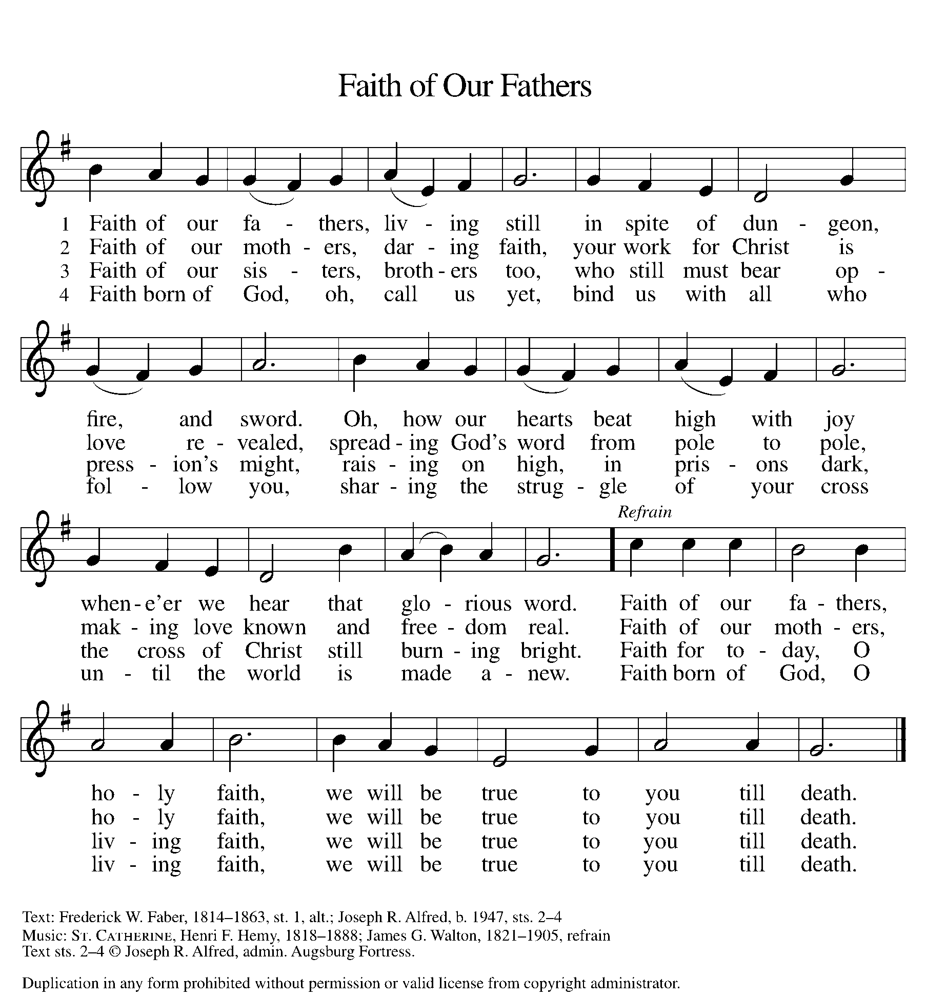 Faith of Our Fathers
1 Faith of our fa - thers, liv - ing still in spite of dun - geon,
2 Faith of our moth - ers, dar - ing faith, your work for Christ is
3 Faith of our sis - ters, broth - ers too, who still must bear op -
4 Faith born of God, oh, call us yet, bind us with all who
fire, and sword. Oh, how our hearts beat high with joy
love re - vealed, spread - ing God's word from pole to pole,
press - ion's might, rais - ing on high, in pris - ons dark,
fol - low you, shar - ing the strug - gle of your cross
Refrain
when - e'er we hear that glo - rious word. Faith of our fa - thers,
mak - ing love known and free - dom real. Faith of our moth - ers,
the cross of Christ still burn - ing bright. Faith for to - day, O
un - til the world is made a - new. Faith born of God, O
ho - ly faith, we will be true to you till death.
ho - ly faith, we will be true to you till death.
liv - ing faith, we will be true to you till death.
liv - ing faith, we will be true to you till death.
Text: Frederick W. Faber, 1814–1863, st. 1, alt.; Joseph R. Alfred, b. 1947, sts. 2–4
Music: ST. CATHERINE, Henri F. Hemy, 1818–1888; James G. Walton, 1821–1905, refrain
Text sts. 2–4 © Joseph R. Alfred, admin. Augsburg Fortress.
Duplication in any form prohibited without permission or valid license from copyright administrator.